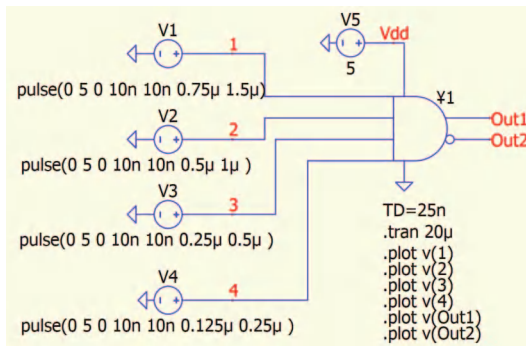 V1
1
V5
Vdd
5
pulse(0 5 0 10n 10n 0.75µ 1.5µ)
¥1
V2
2
Out1
Out2
pulse(0 5 0 10n 10n 0.5µ 1µ )
V3
3
pulse(0 5 0 10n 10n 0.25µ 0.5µ )
V4
4
pulse(0 5 0 10n 10n 0.125µ 0.25µ )
TD=25n
.tran 20µ
.plot v(1)
.plot v(2)
.plot v(3)
.plot v(4)
.plot v(Out1)
.plot v(Out2)